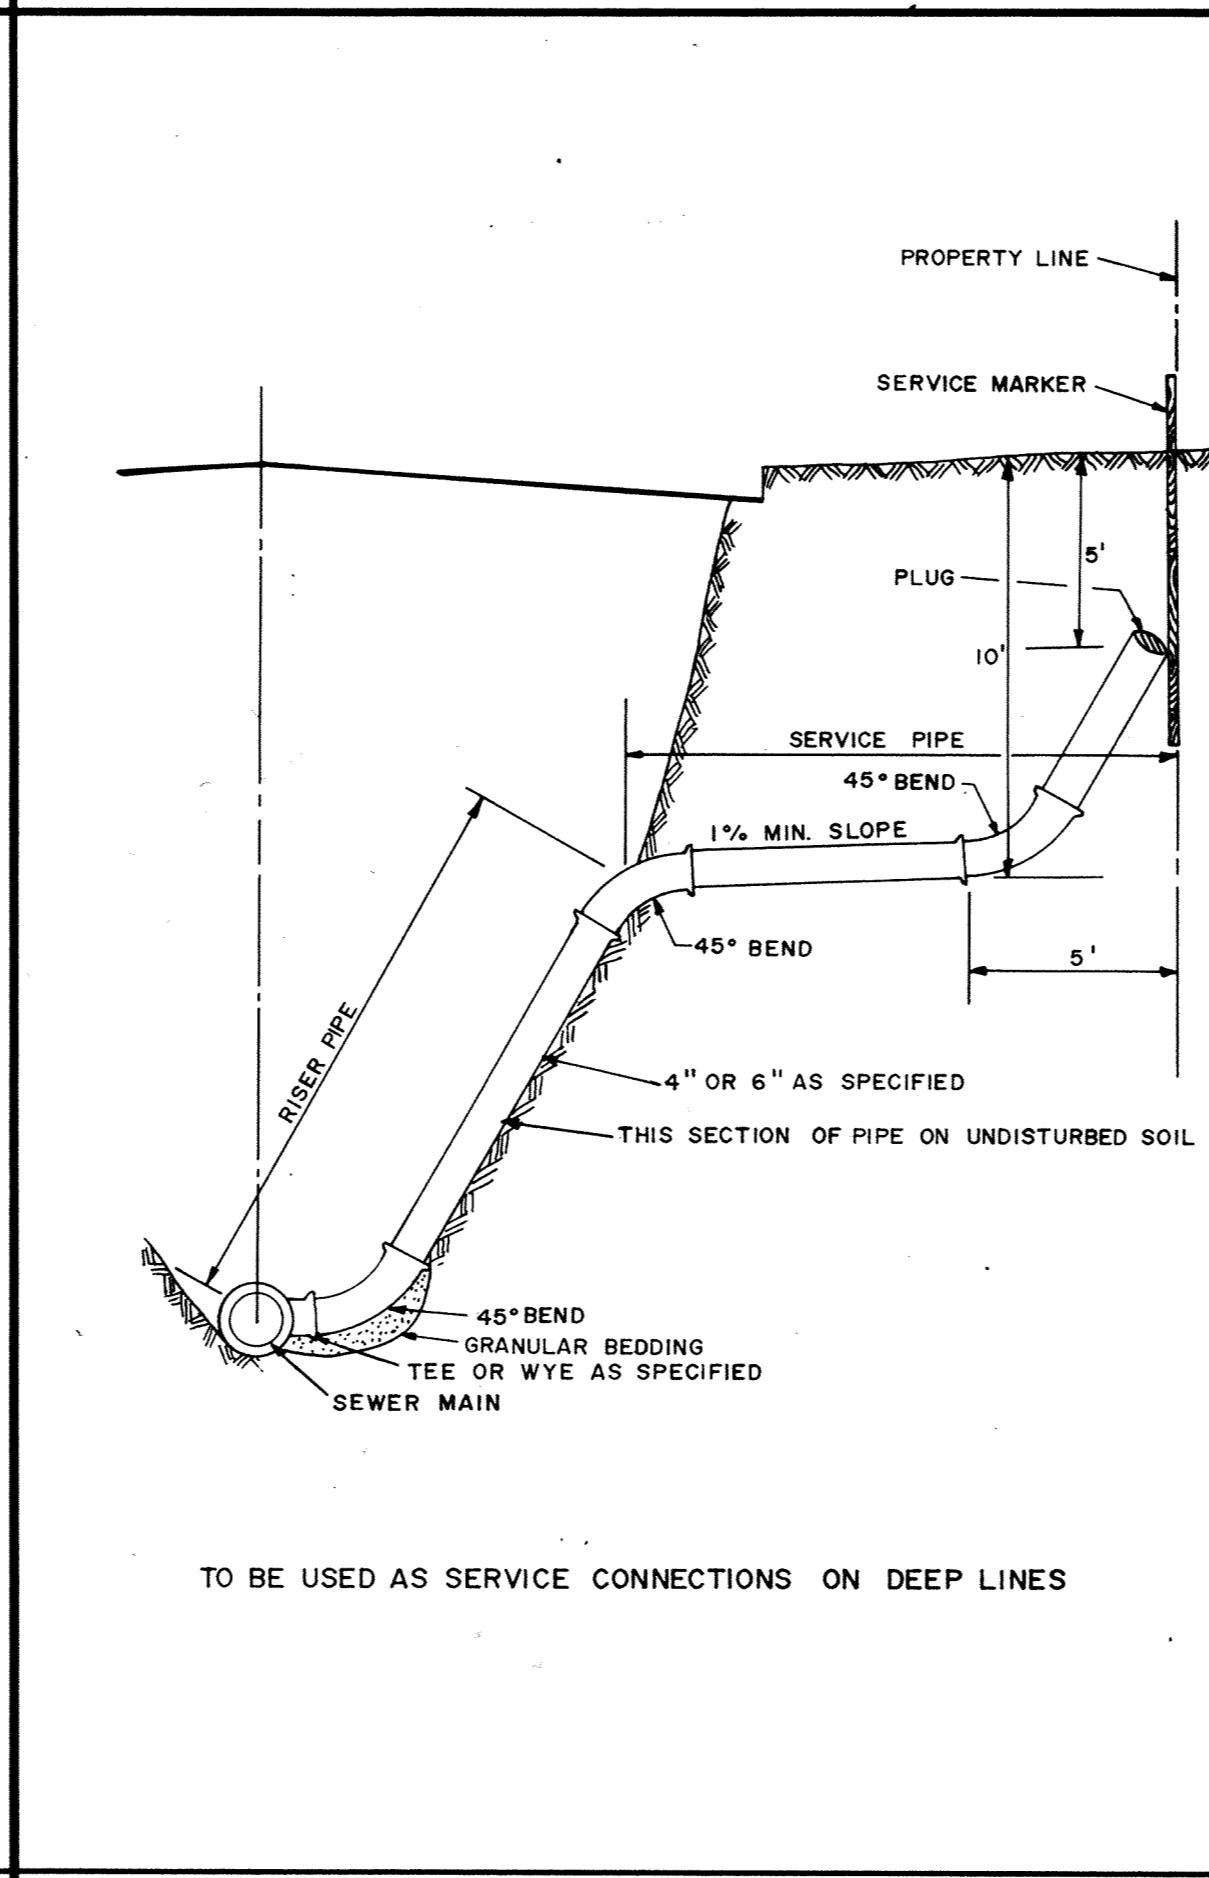 PROPERTY LINE
SERVICE MARKER
5'
PLUG
10'
SERVICE PIPE
45° BEND
1% MIN. SLOPE
45° BEND
5'
RISER PIPE
4" OR 6" AS SPECIFIED
THIS SECTION OF PIPE ON UNDISTURBED SOIL
45° BEND
GRANULAR BEDDING
TEE OR WYE AS SPECIFIED
SEWER MAIN
TO BE USED AS SERVICE CONNECTIONS ON DEEP LINES